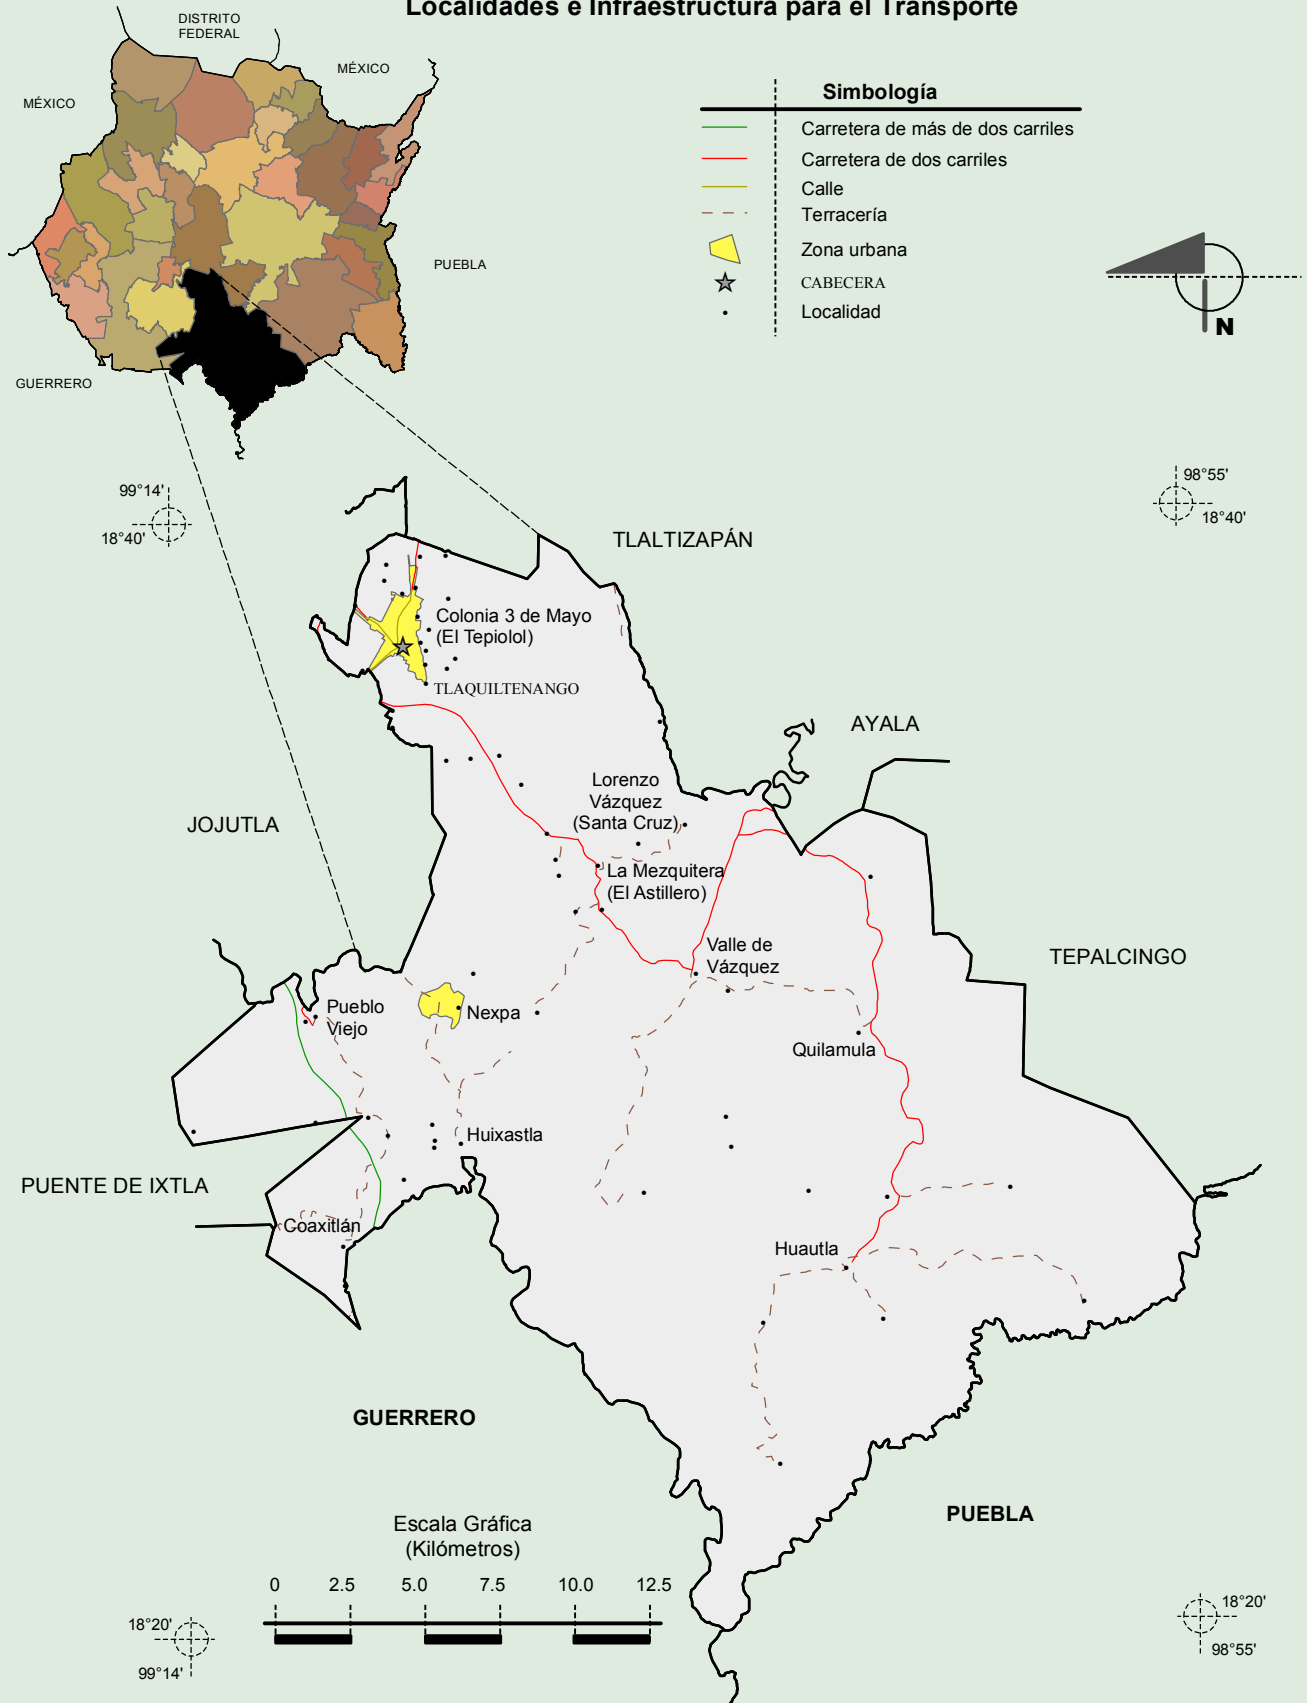 Localidades e Infraestructura para el Transporte
DISTRITO
FEDERAL
MÉXICO
MÉXICO
PUEBLA
GUERRERO
Simbología
Carretera de más de dos carriles
Carretera de dos carriles
Calle
Terracería
Zona urbana
CABECERA
Localidad
N
99°14'
18°40'
98°55'
18°40'
TLALTIZAPÁN
Colonia 3 de Mayo
(El Tepiolol)
TLAQUILTENANGO
AYALA
Lorenzo
Vázquez
(Santa Cruz)
JOJUTLA
La Mezquitera
(El Astillero)
Valle de
Vázquez
TEPALCINGO
Pueblo
Viejo
Nexpa
Quilamula
Huixastla
PUENTE DE IXTLA
Coaxitlán
Huautla
GUERRERO
PUEBLA
Escala Gráfica
(Kilómetros)
0 2.5 5.0 7.5 10.0 12.5
18°20'
99°14'
18°20'
98°55'